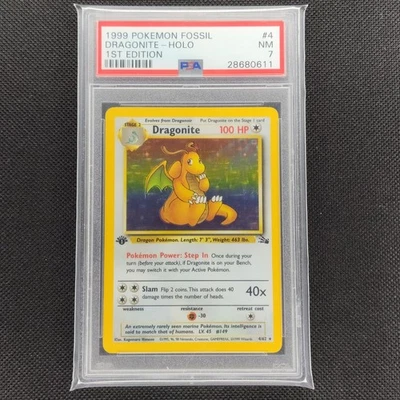 1999 POKEMON FOSSIL #4
DRAGONITE - HOLO NM
1ST EDITION 7
PSA 28680611
Evolves from Dragonair Put Dragonite on the Stage 1 card
STAGE 2
Dragonite 100 HP
Dragon Pokémon. Length: 7' 3", Weight: 463 lbs.
Pokémon Power: Step In Once during your
turn (before your attack), if Dragonite is on your Bench,
you may switch it with your Active Pokémon.
Slam Flip 2 coins. This attack does 40
damage times the number of heads. 40x
weakness resistance retreat cost
-30
An extremely rarely seen marine Pokémon. Its intelligence is
said to match that of humans. LV. 45 #149
4/62